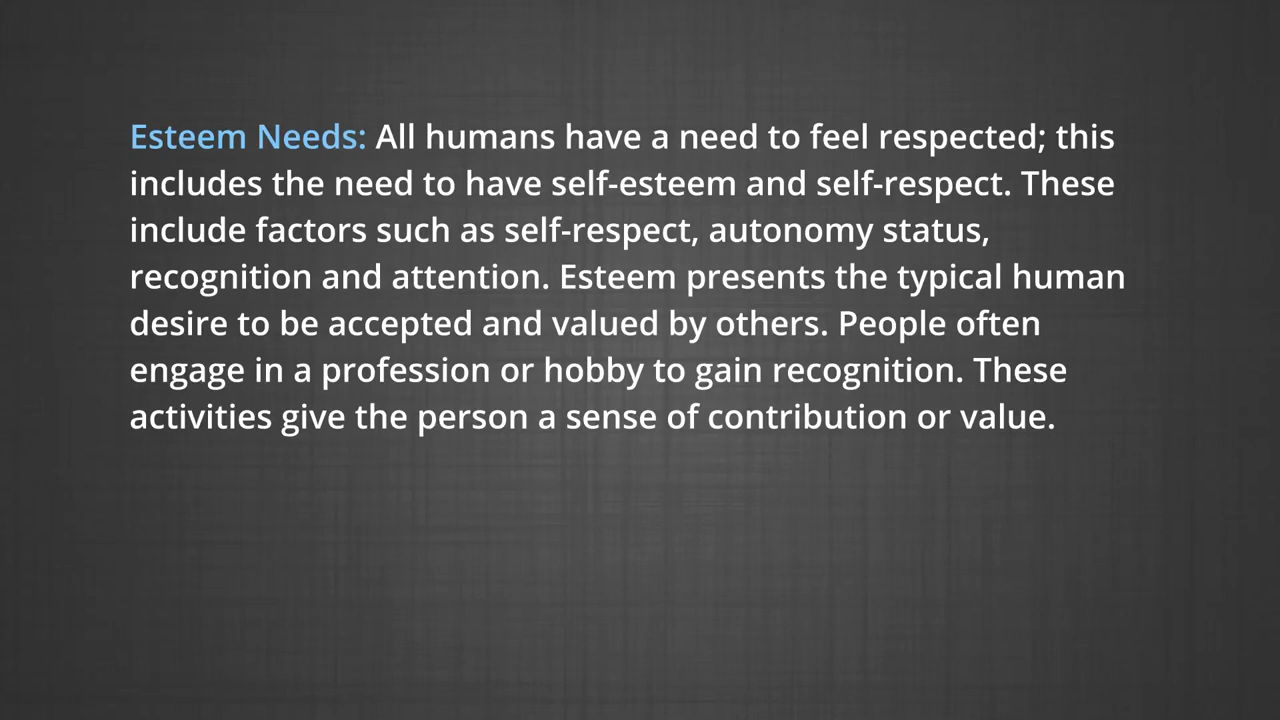 Esteem Needs: All humans have a need to feel respected; this
includes the need to have self-esteem and self-respect. These
include factors such as self-respect, autonomy status,
recognition and attention. Esteem presents the typical human
desire to be accepted and valued by others. People often
engage in a profession or hobby to gain recognition. These
activities give the person a sense of contribution or value.